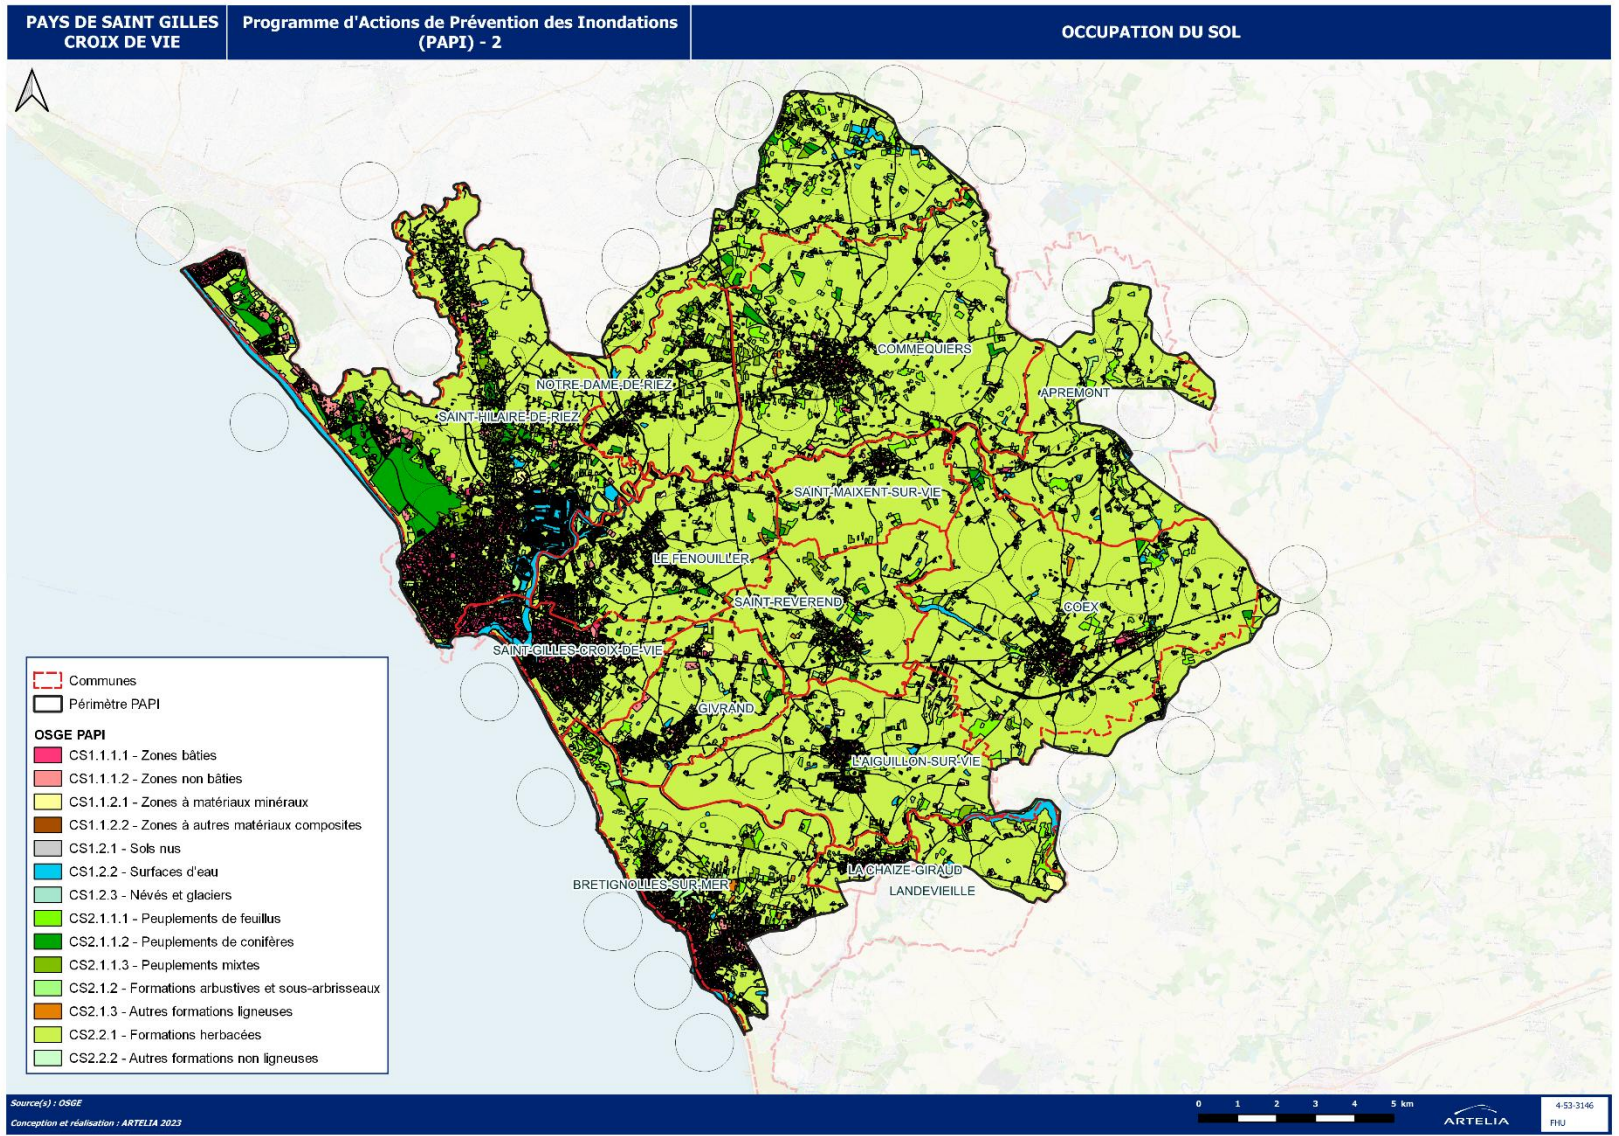 PAYS DE SAINT GILLES
CROIX DE VIE
Programme d'Actions de Prévention des Inondations
(PAPI) - 2
OCCUPATION DU SOL
COMMEQUIERS
NOTRE-DAME-DE-RIEZ
APREMONT
SAINT-HILAIRE-DE-RIEZ
SAINT-MAIXENT-SUR-VIE
LE FENOUILLER
SAINT-REVEREND
COEX
SAINT-GILLES-CROIX-DE-VIE
GIVRAND
L'AIGUILLON-SUR-VIE
LA CHAIZE-GIRAUD
BRETIGNOLLES-SUR-MER
LANDEVIEILLE
Communes
Périmètre PAPI
OSGE PAPI
CS1.1.1.1 - Zones bâties
CS1.1.1.2 - Zones non bâties
CS1.1.2.1 - Zones à matériaux minéraux
CS1.1.2.2 - Zones à autres matériaux composites
CS1.2.1 - Sols nus
CS1.2.2 - Surfaces d'eau
CS1.2.3 - Névés et glaciers
CS2.1.1.1 - Peuplements de feuillus
CS2.1.1.2 - Peuplements de conifères
CS2.1.1.3 - Peuplements mixtes
CS2.1.2 - Formations arbustives et sous-arbrisseaux
CS2.1.3 - Autres formations ligneuses
CS2.2.1 - Formations herbacées
CS2.2.2 - Autres formations non ligneuses
Source(s) : OSGE
Conception et réalisation : ARTELIA 2023
0 1 2 3 4 5 km
ARTELIA
4-53-3146
FHU